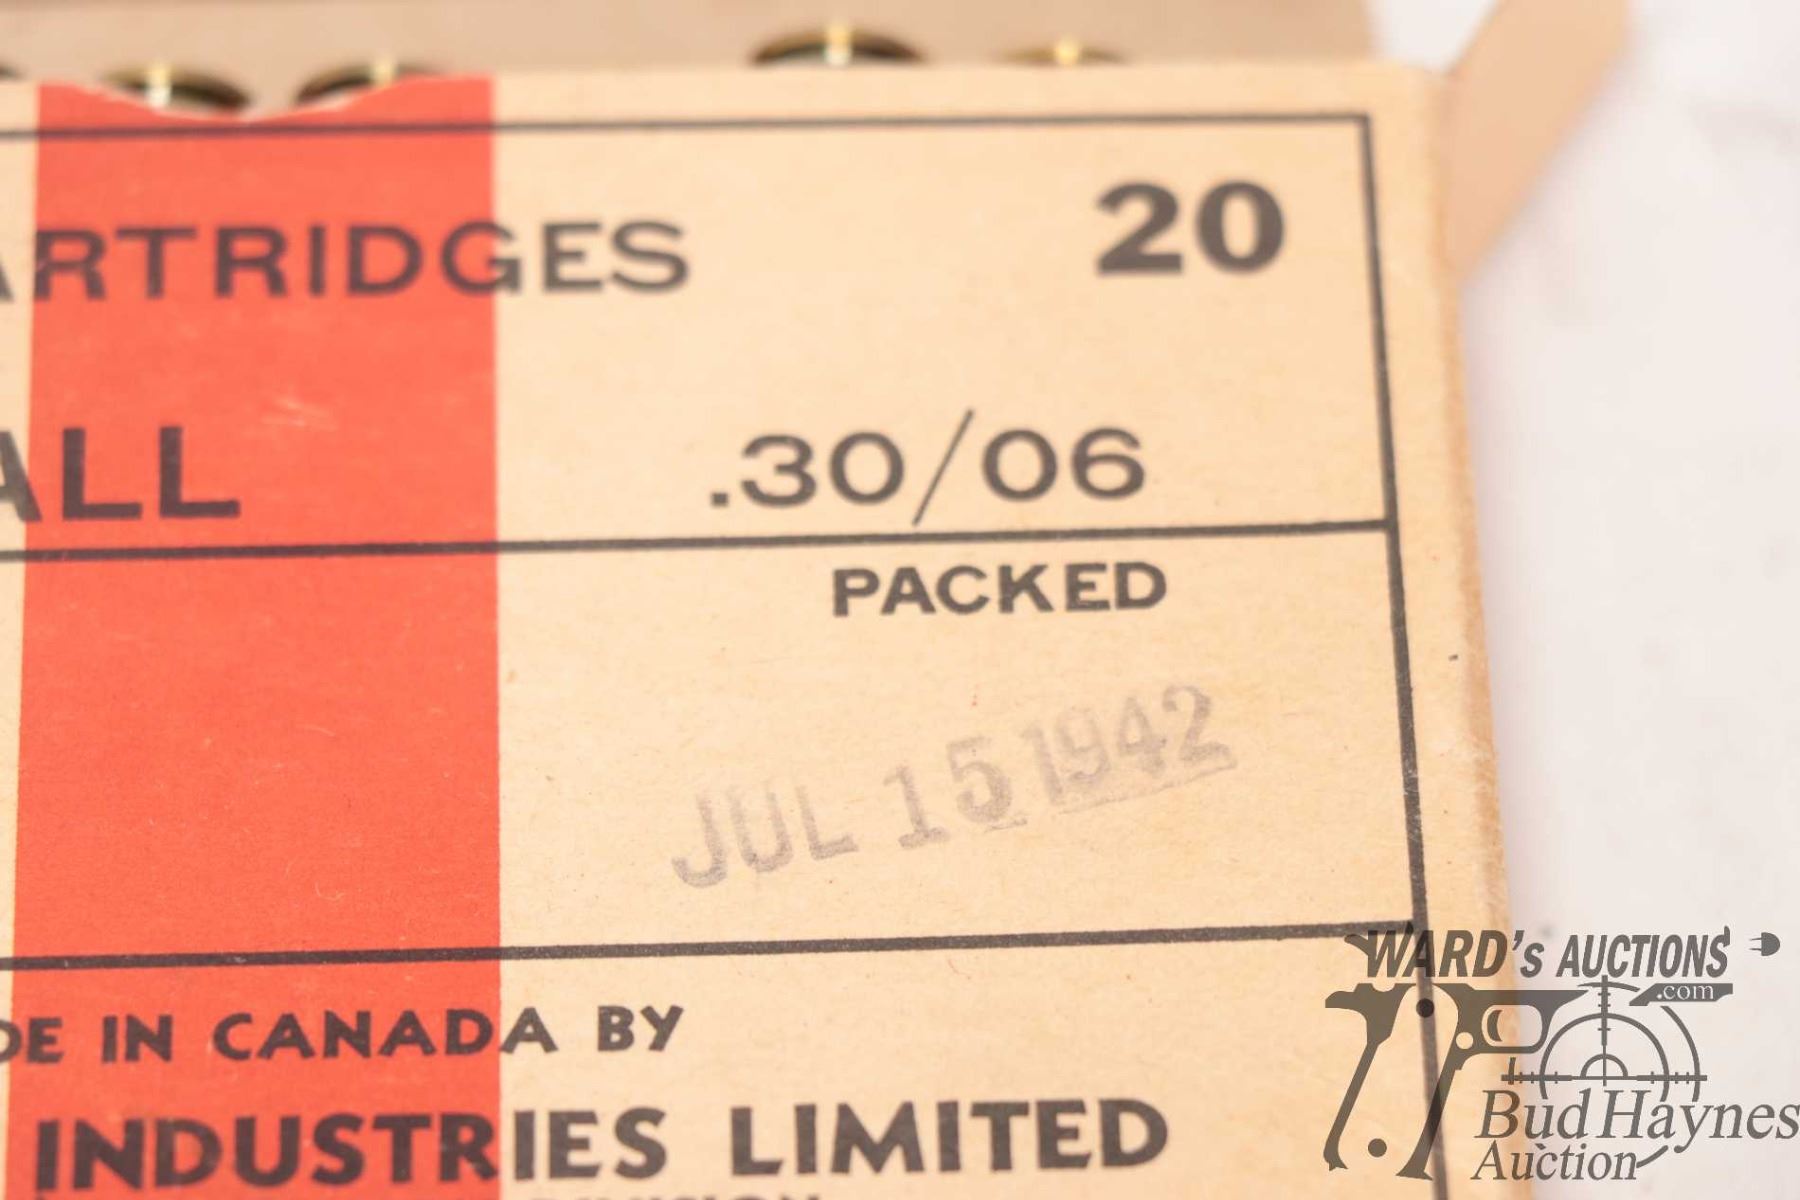 ARTRIDGES 20
ALL .30/06
PACKED
JUL 15 1942
DE IN CANADA BY
INDUSTRIES LIMITED
DIVISION
WARD's AUCTIONS
.com
Bud Haynes
Auction